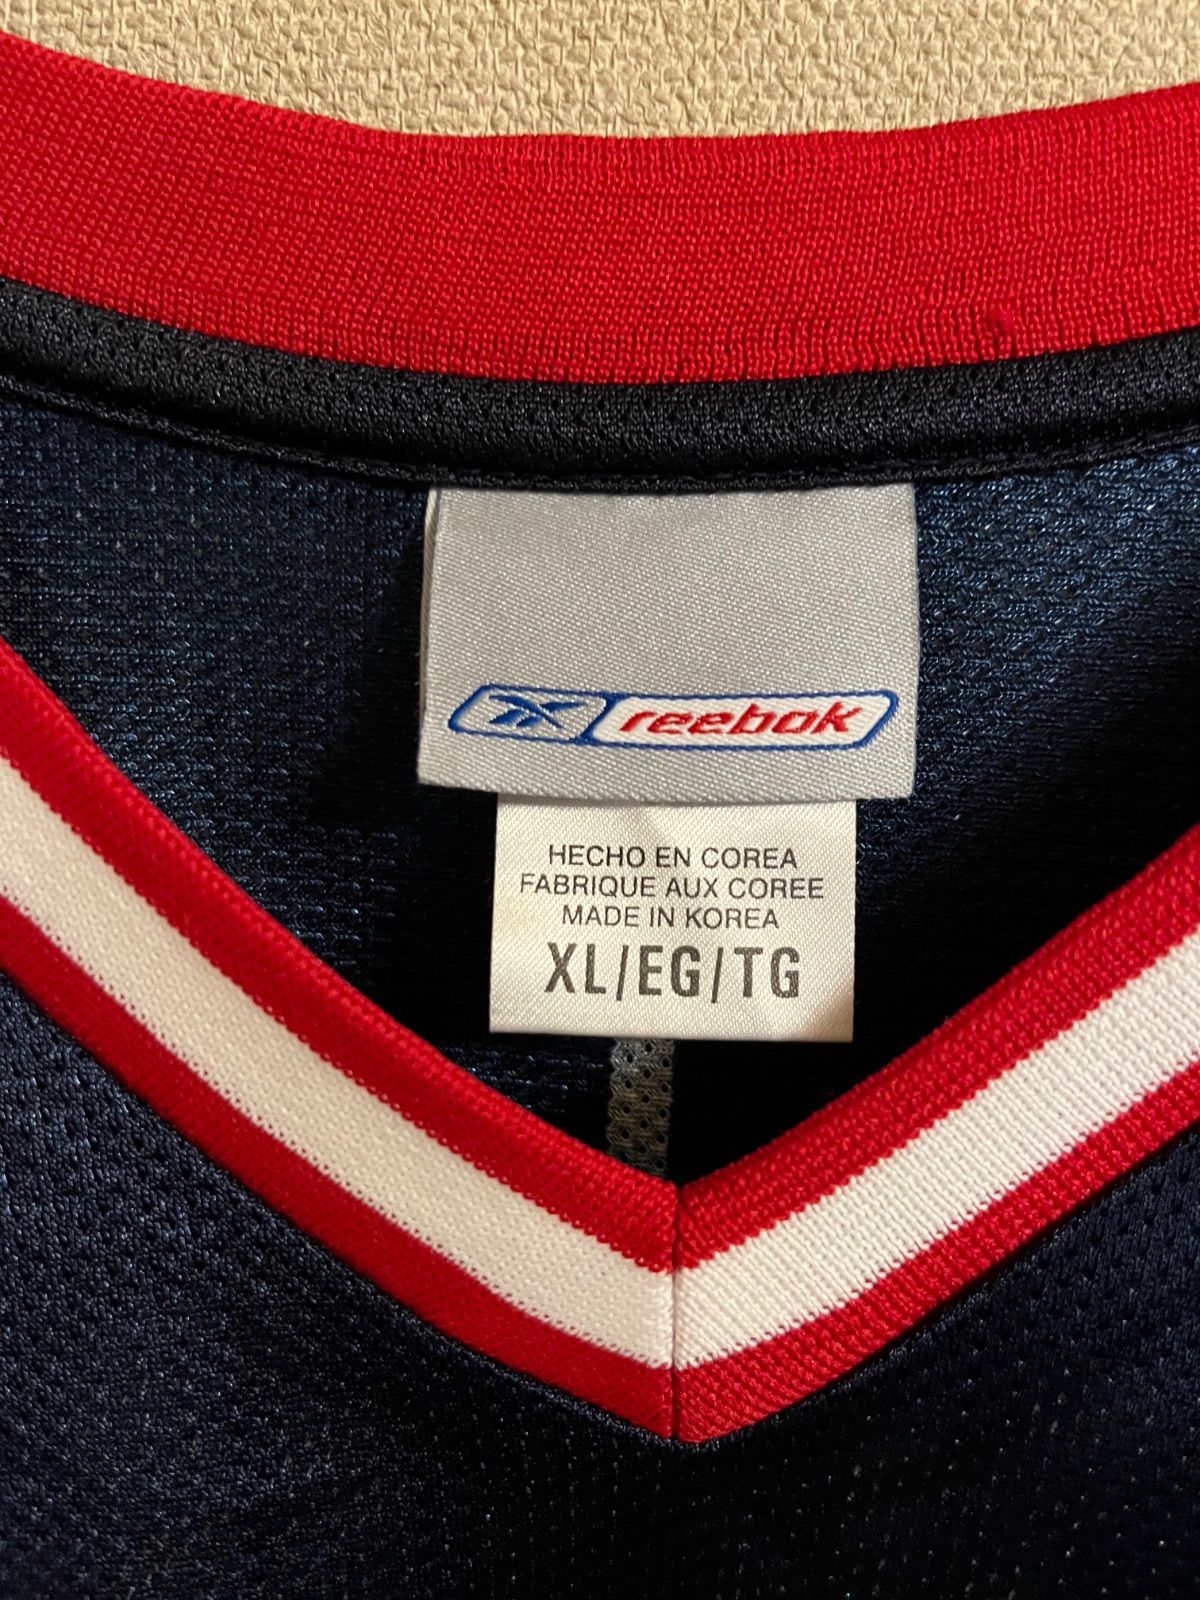 reebok
HECHO EN COREA
FABRIQUE AUX COREE
MADE IN KOREA
XL/EG/TG